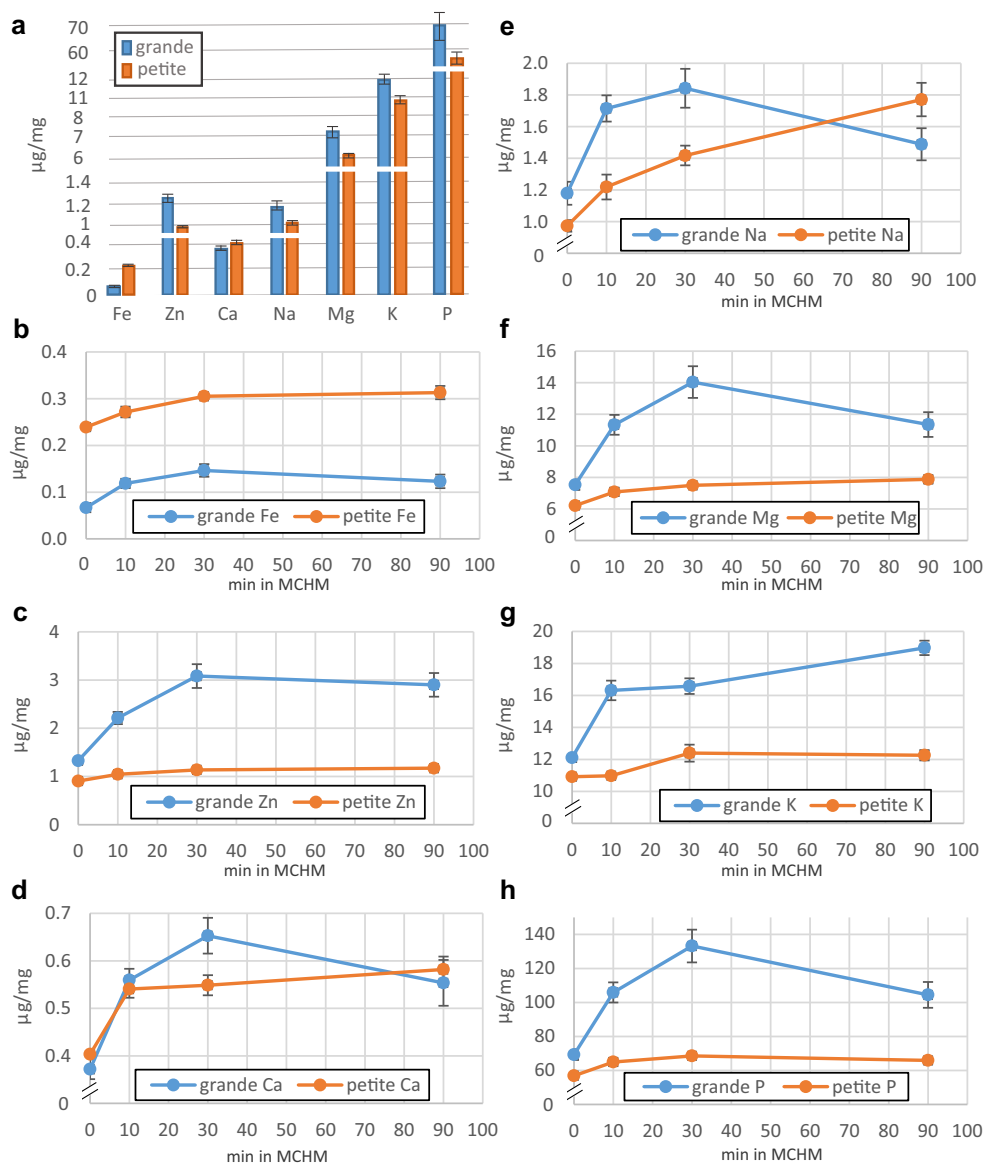 a
µg/mg
70
60
12
11
8
7
6
1.4
1.2
1
0.4
0.2
0
grande
petite
Fe Zn Ca Na Mg K P
b
µg/mg
0.4
0.3
0.2
0.1
0.0
grande Fe petite Fe
0 10 20 30 40 50 60 70 80 90 100
min in MCHM
c
µg/mg
4
3
2
1
0
grande Zn petite Zn
0 10 20 30 40 50 60 70 80 90 100
min in MCHM
d
µg/mg
0.7
0.6
0.5
0.4
0
grande Ca petite Ca
0 10 20 30 40 50 60 70 80 90 100
min in MCHM
e
µg/mg
2.0
1.8
1.6
1.4
1.2
1.0
0
grande Na petite Na
0 10 20 30 40 50 60 70 80 90 100
min in MCHM
f
µg/mg
16
14
12
10
8
6
0
grande Mg petite Mg
0 10 20 30 40 50 60 70 80 90 100
min in MCHM
g
µg/mg
20
18
16
14
12
10
0
grande K petite K
0 10 20 30 40 50 60 70 80 90 100
min in MCHM
h
µg/mg
140
120
100
80
60
0
grande P petite P
0 10 20 30 40 50 60 70 80 90 100
min in MCHM